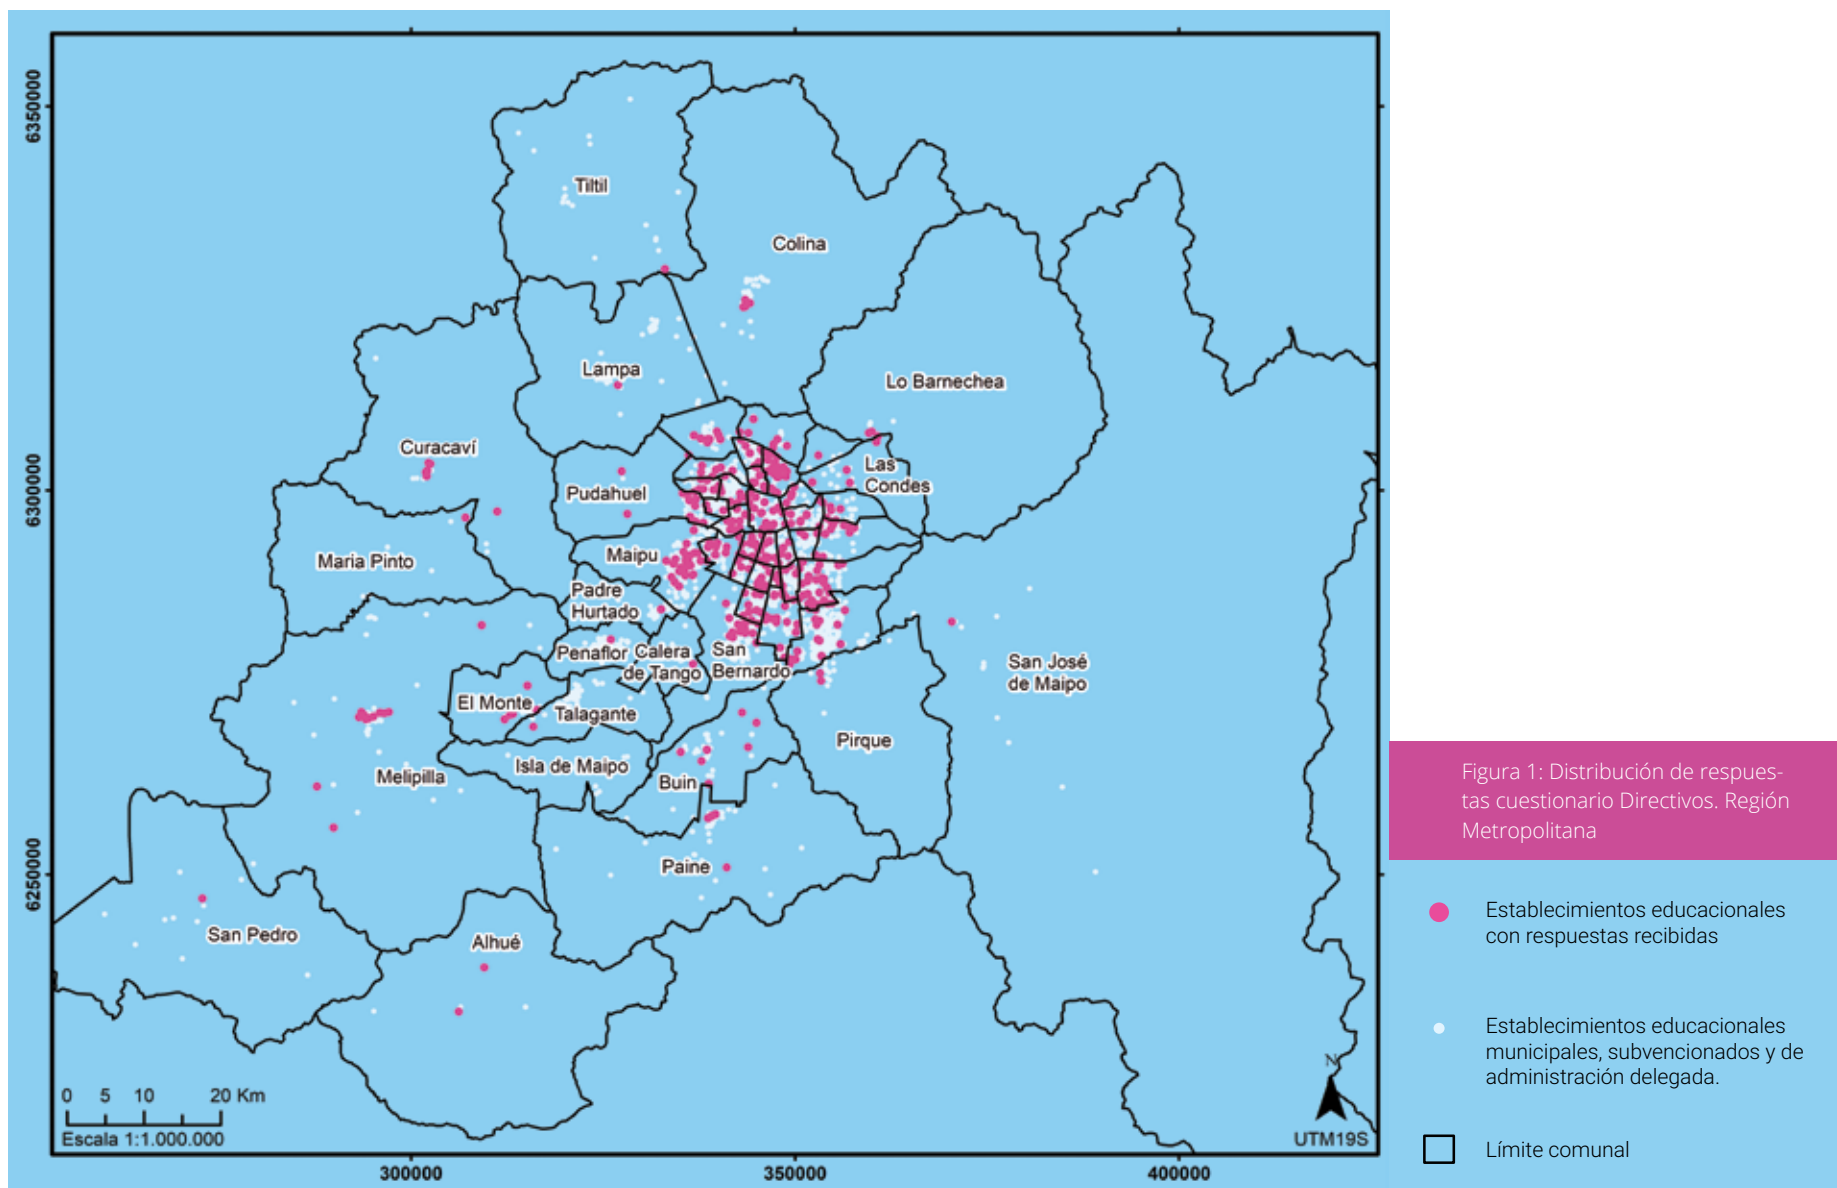 6350000
6300000
6250000
Tiltil
Colina
Lampa
Lo Barnechea
Curacaví
Las
Condes
Pudahuel
Maipu
Maria Pinto
Padre
Hurtado
Penaflor
Calera
de Tango
San
Bernardo
San José
de Maipo
El Monte
Talagante
Pirque
Isla de Maipo
Melipilla
Buin
Paine
San Pedro
Alhué
0 5 10 20 Km
Escala 1:1.000.000
N
UTM19S
300000 350000 400000
Figura 1: Distribución de respues-
tas cuestionario Directivos. Región
Metropolitana
Establecimientos educacionales
con respuestas recibidas
Establecimientos educacionales
municipales, subvencionados y de
administración delegada.
Límite comunal